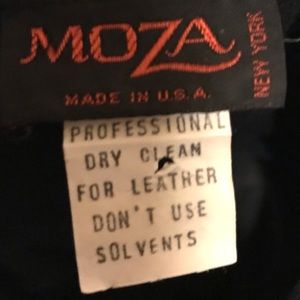 MOZA
NEW YORK
MADE IN U.S.A.
PROFESSIONAL
DRY CLEAN
FOR LEATHER
DON'T USE
SOLVENTS